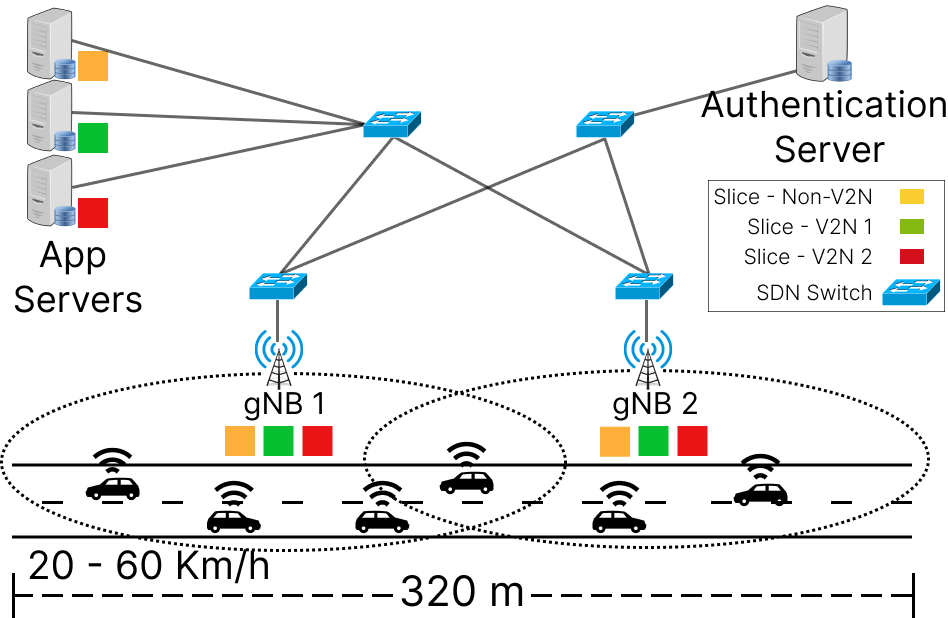 Authentication
Server
App
Servers
Slice - Non-V2N
Slice - V2N 1
Slice - V2N 2
SDN Switch
gNB 1
gNB 2
20 - 60 Km/h
320 m